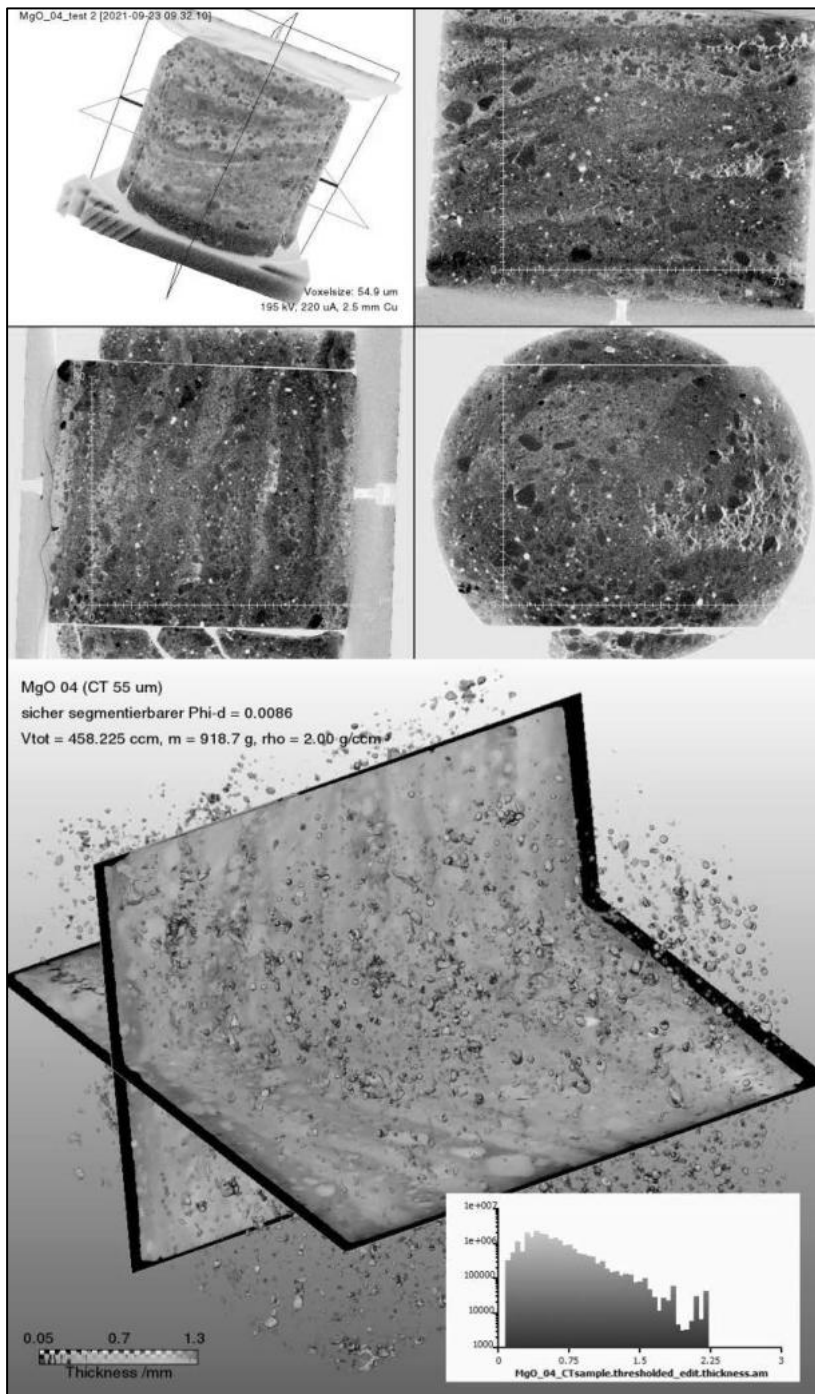 MgO_04_test 2 [2021-09-23 09.32.10]
Voxelsize: 54.9 um
195 kV, 220 uA, 2.5 mm Cu
70
MgO 04 (CT 55 um)
sicher segmentierbarer Phi-d = 0.0086
Vtot = 458.225 ccm, m = 918.7 g, rho = 2.00 g/ccm
0.05 0.7 1.3
Thickness /mm
1e+007
1e+006
100000
10000
1000
0 0.75 1.5 2.25 3
MgO_04_CTsample.thresholded_edit.thickness.am